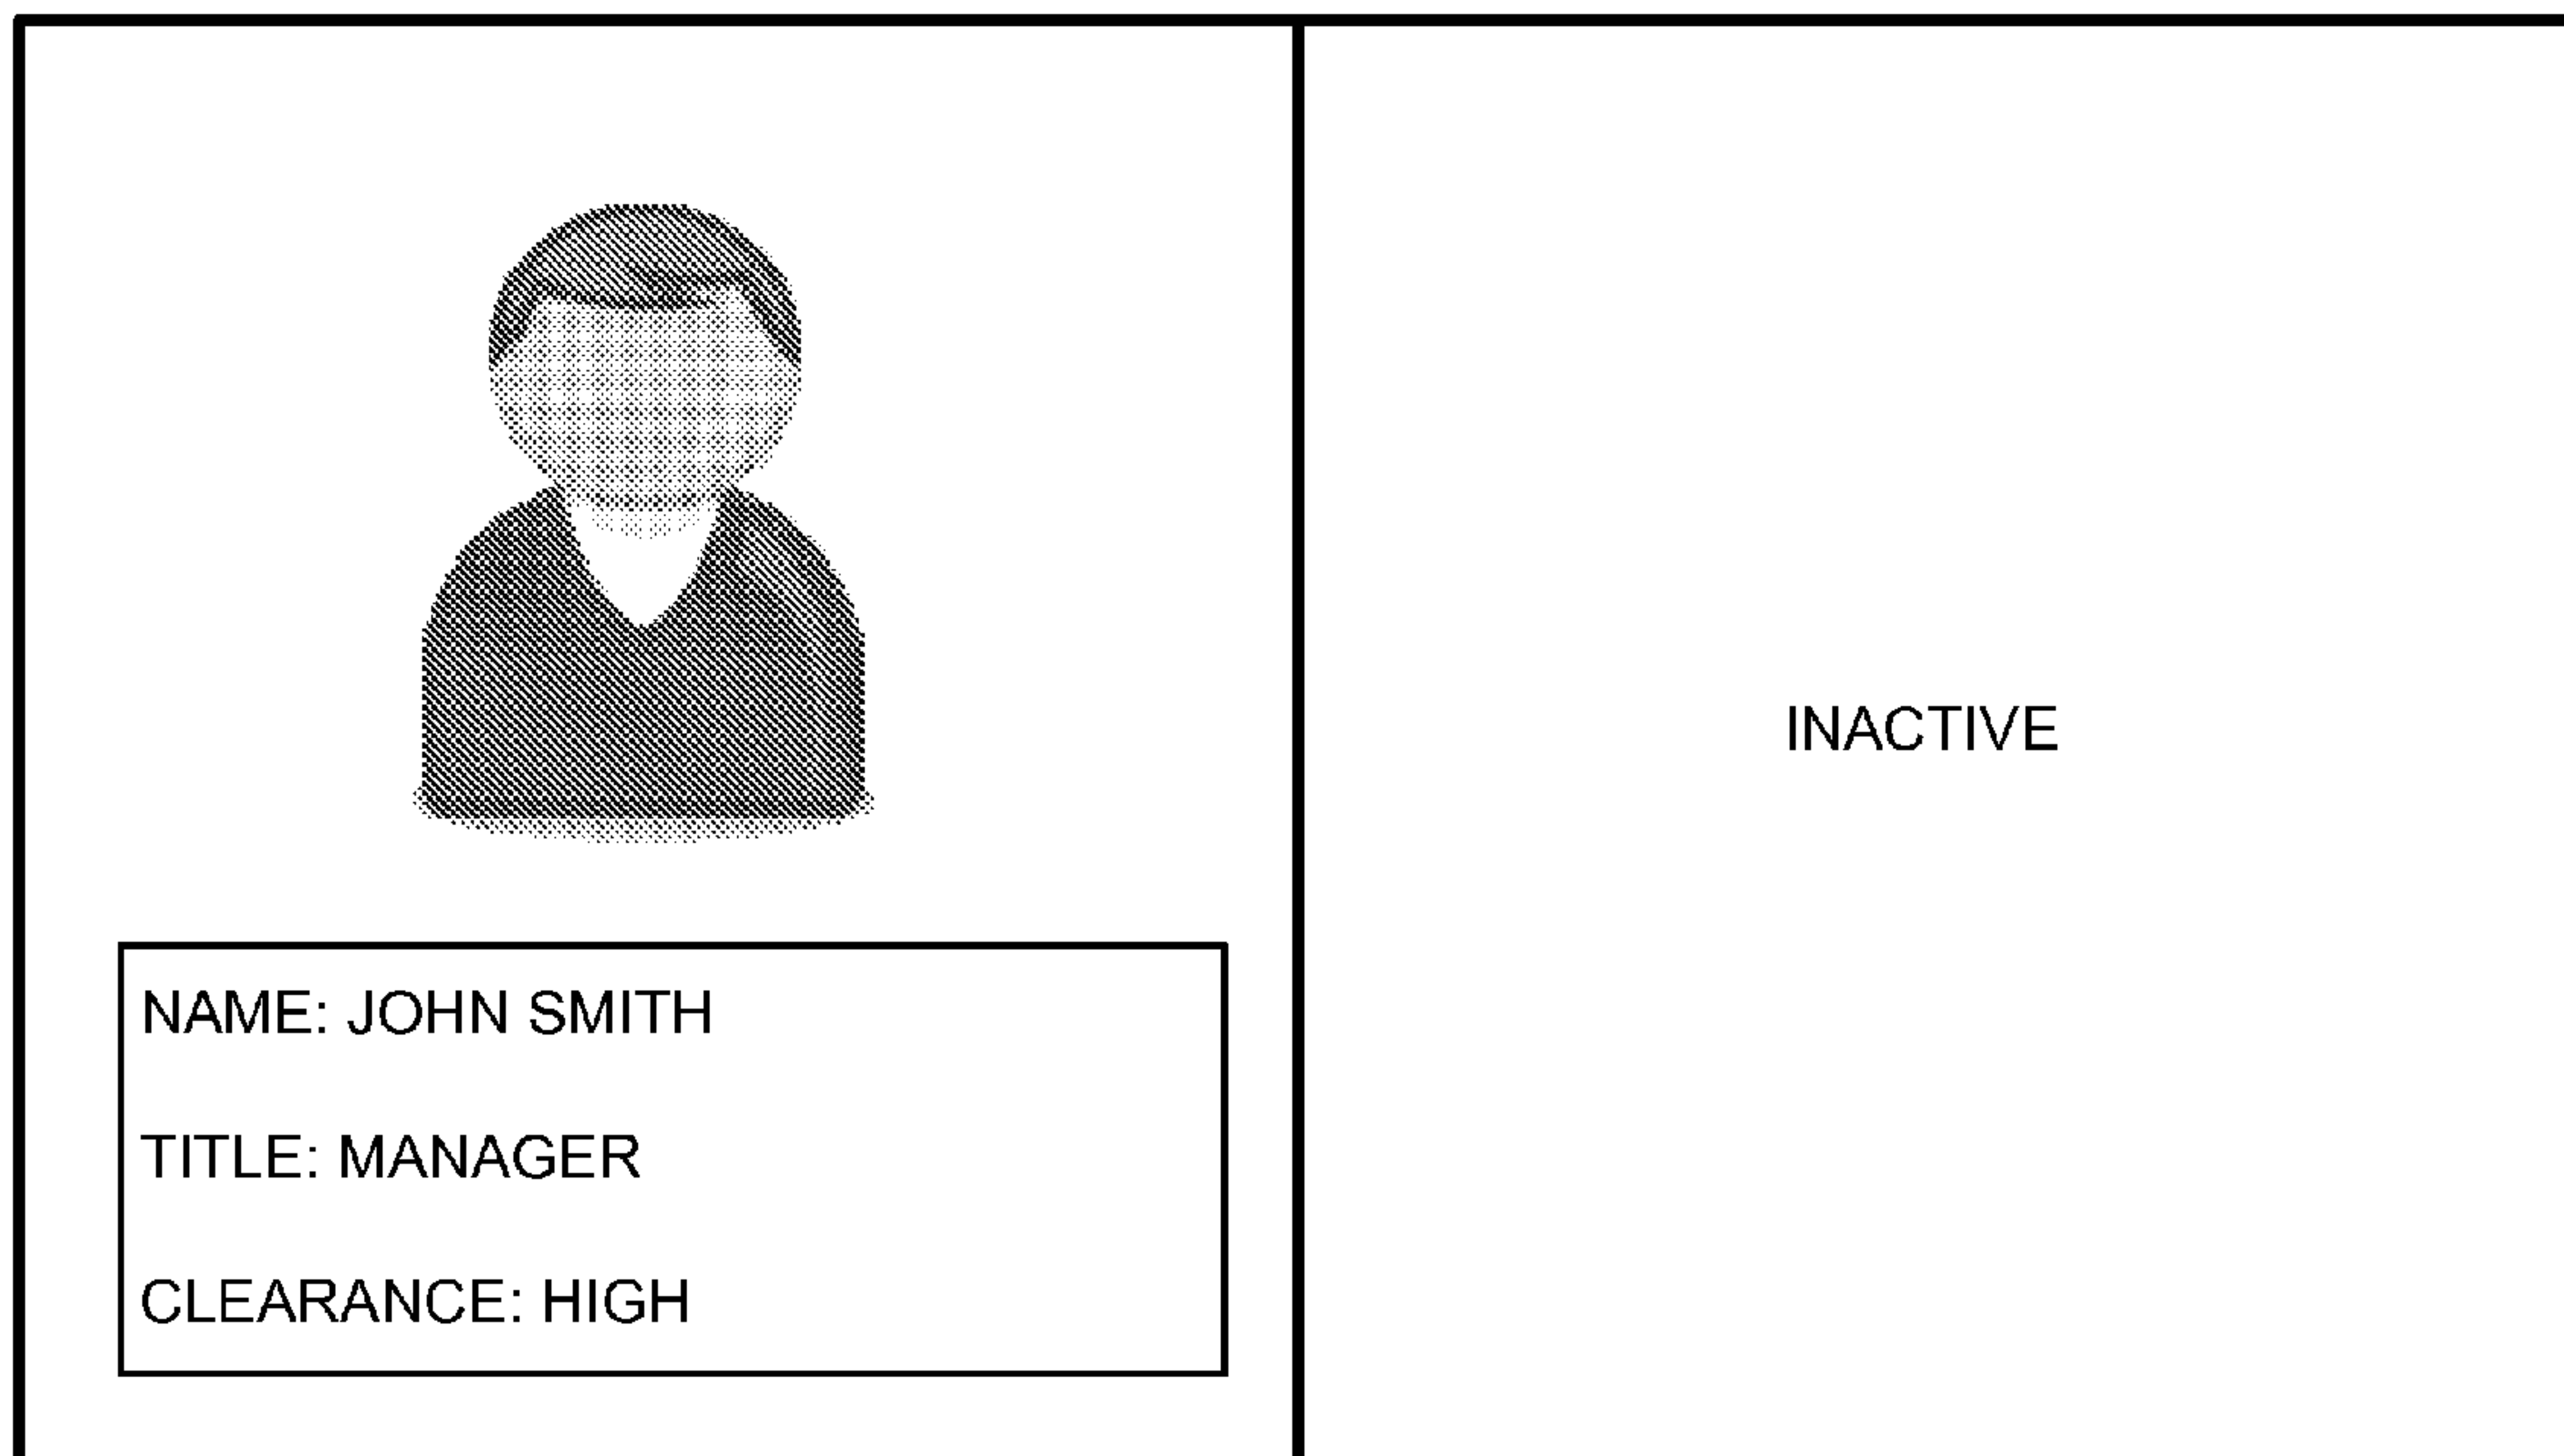 INACTIVE
NAME: JOHN SMITH
TITLE: MANAGER
CLEARANCE: HIGH